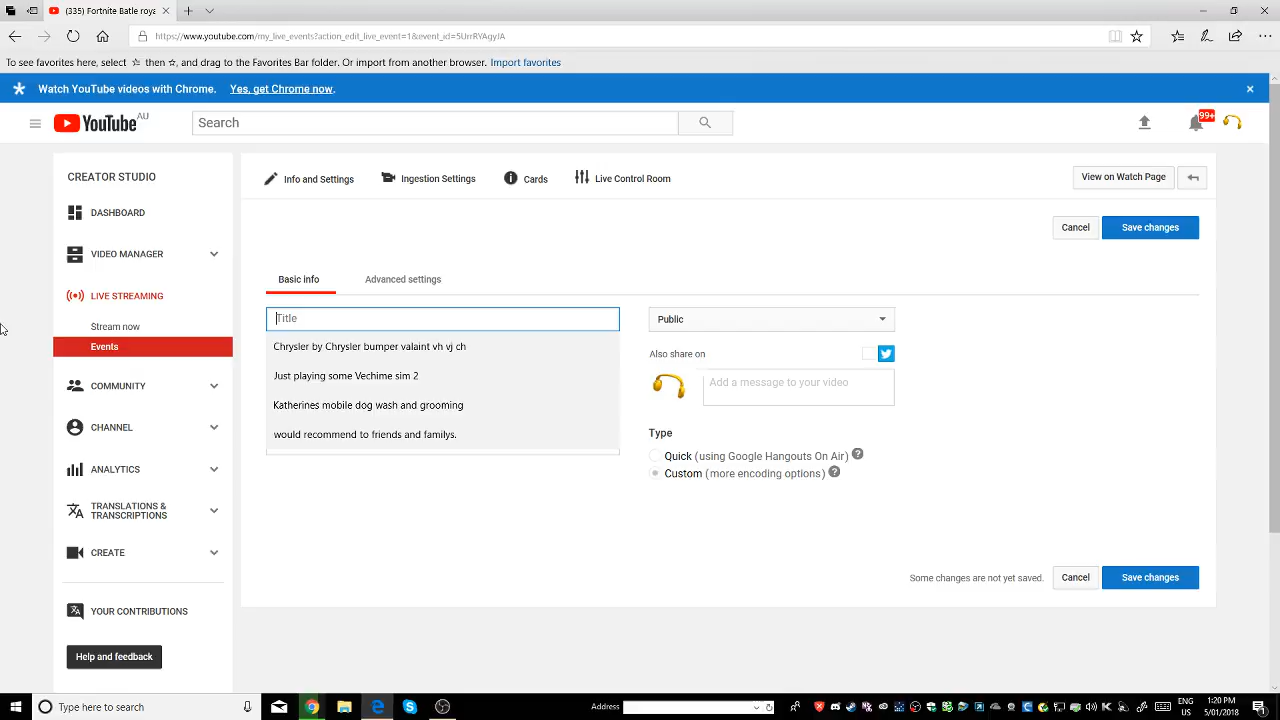 (335) Fortnite Batle roya
https://www.youtube.com/my_live_events?action_edit_live_event=1&event_id=5UrrRYAgyJA
To see favorites here, select then , and drag to the Favorites Bar folder. Or import from another browser. Import favorites
Watch YouTube videos with Chrome. Yes, get Chrome now.
YouTube AU
Search
99+
CREATOR STUDIO
Info and Settings
Ingestion Settings
Cards
Live Control Room
View on Watch Page
DASHBOARD
Cancel
Save changes
VIDEO MANAGER
Basic info
Advanced settings
LIVE STREAMING
Title
Public
Stream now
Events
Chrysler by Chrysler bumper valaint vh vj ch
Also share on
Just playing some Vechime sim 2
Add a message to your video
COMMUNITY
Katherines mobile dog wash and grooming
CHANNEL
would recommend to friends and familys.
Type
Quick (using Google Hangouts On Air)
ANALYTICS
Custom (more encoding options)
TRANSLATIONS &
TRANSCRIPTIONS
CREATE
Some changes are not yet saved.
Cancel
Save changes
YOUR CONTRIBUTIONS
Help and feedback
Type here to search
Address
ENG
US
1:20 PM
5/01/2018